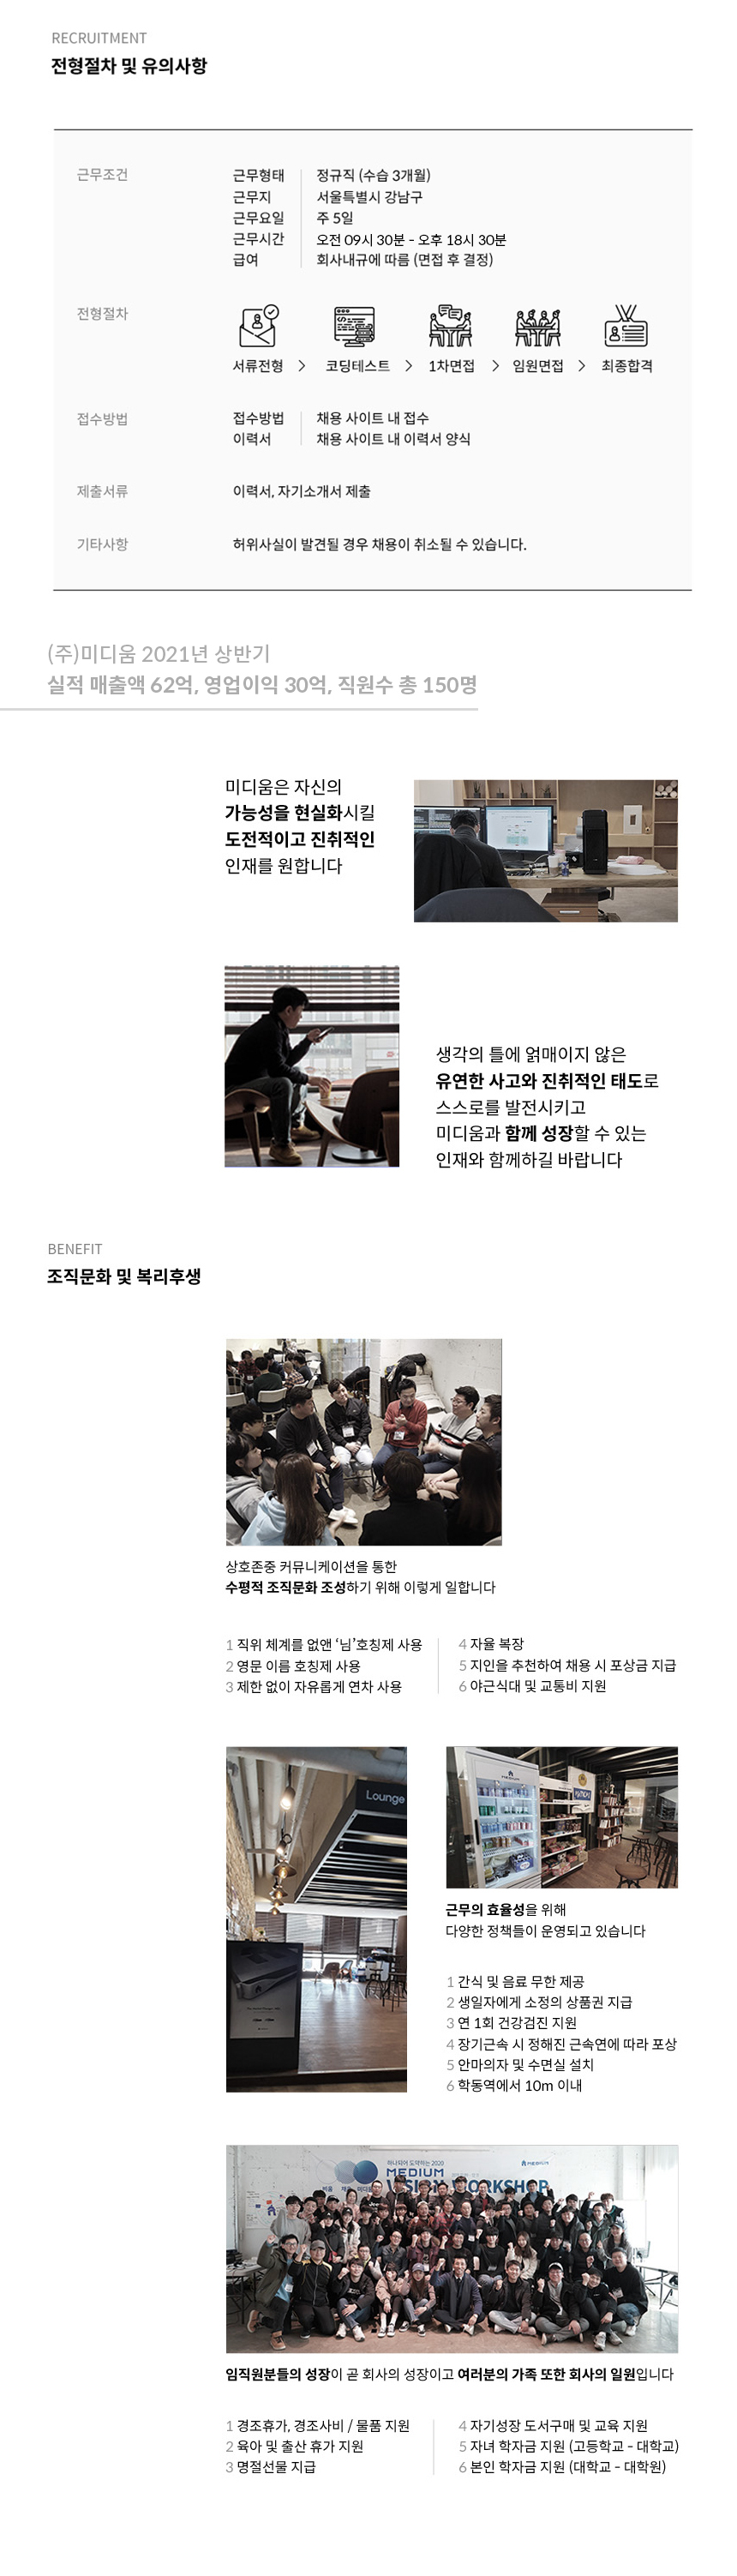 RECRUITMENT
전형절차 및 유의사항
근무조건
근무형태 정규직 (수습 3개월)
근무지 서울특별시 강남구
근무요일 주 5일
근무시간 오전 09시 30분 - 오후 18시 30분
급여 회사내규에 따름 (면접 후 결정)
전형절차
서류전형 > 코딩테스트 > 1차면접 > 임원면접 > 최종합격
접수방법
접수방법 채용 사이트 내 접수
이력서 채용 사이트 내 이력서 양식
제출서류
이력서, 자기소개서 제출
기타사항
허위사실이 발견될 경우 채용이 취소될 수 있습니다.
(주)미디움 2021년 상반기
실적 매출액 62억, 영업이익 30억, 직원수 총 150명
미디움은 자신의
가능성을 현실화시킬
도전적이고 진취적인
인재를 원합니다
생각의 틀에 얽매이지 않은
유연한 사고와 진취적인 태도로
스스로를 발전시키고
미디움과 함께 성장할 수 있는
인재와 함께하길 바랍니다
BENEFIT
조직문화 및 복리후생
상호존중 커뮤니케이션을 통한
수평적 조직문화 조성하기 위해 이렇게 일합니다
1 직위 체계를 없앤 ‘님’호칭제 사용
2 영문 이름 호칭제 사용
3 제한 없이 자유롭게 연차 사용
4 자율 복장
5 지인을 추천하여 채용 시 포상금 지급
6 야근식대 및 교통비 지원
Lounge
MEDIUM
근무의 효율성을 위해
다양한 정책들이 운영되고 있습니다
1 간식 및 음료 무한 제공
2 생일자에게 소정의 상품권 지급
3 연 1회 건강검진 지원
4 장기근속 시 정해진 근속연에 따라 포상
5 안마의자 및 수면실 설치
6 학동역에서 10m 이내
하나되어 도약하는 2020
MEDIUM
MEDIUM
VISION WORKSHOP
임직원분들의 성장이 곧 회사의 성장이고 여러분의 가족 또한 회사의 일원입니다
1 경조휴가, 경조사비 / 물품 지원
2 육아 및 출산 휴가 지원
3 명절선물 지급
4 자기성장 도서구매 및 교육 지원
5 자녀 학자금 지원 (고등학교 - 대학교)
6 본인 학자금 지원 (대학교 - 대학원)